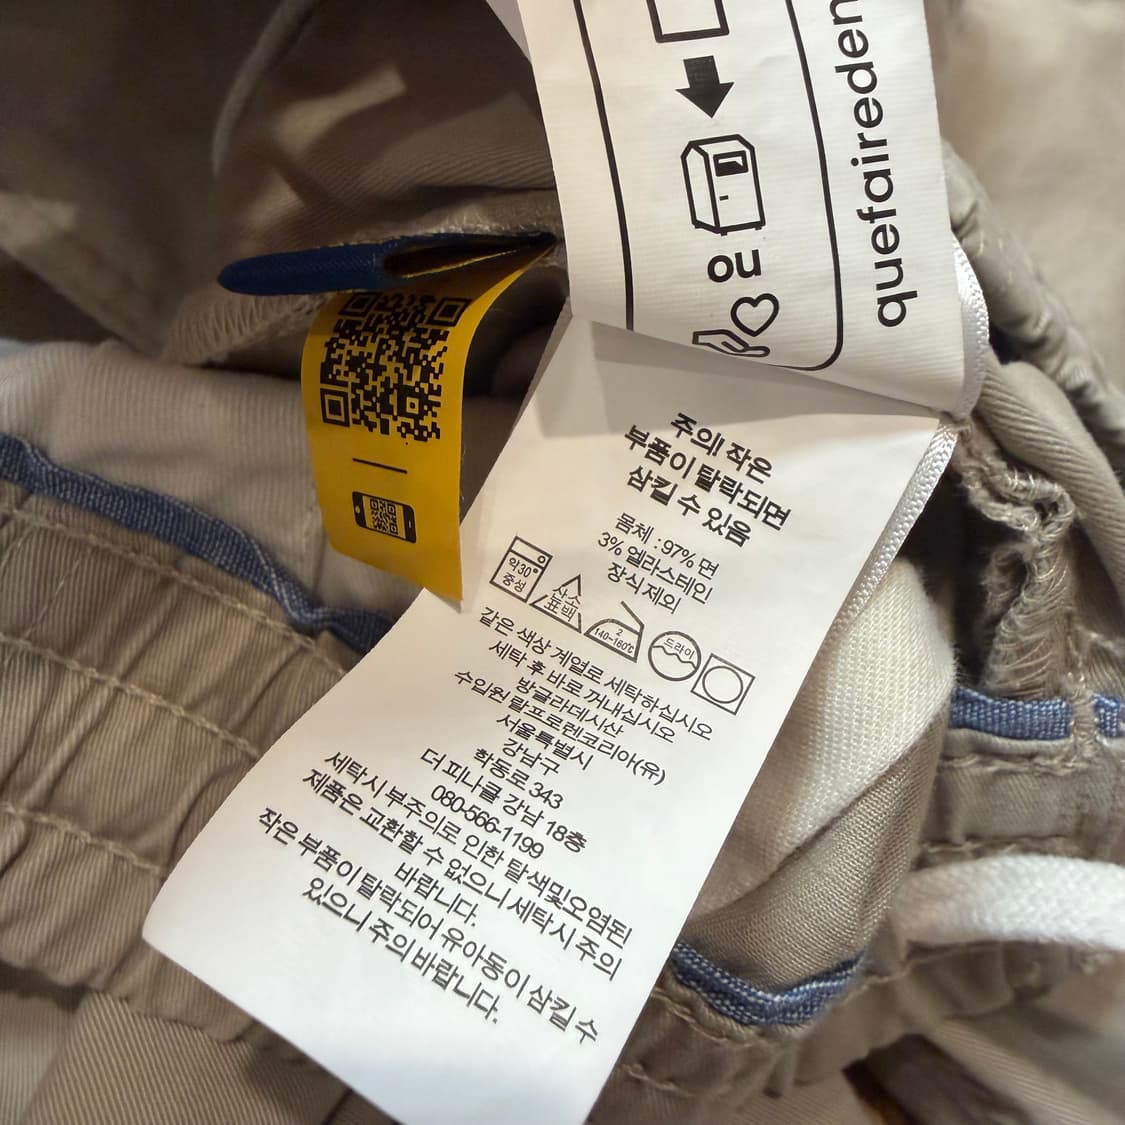 ou
quefaireden
주의! 작은
부품이 탈락되면
삼킬 수 있음
몸체 : 97% 면
3% 엘라스테인
장식제외
약30°
중성
산소
표백
2
140~160℃
드라이
같은 색상 계열로 세탁하십시오
세탁 후 바로 꺼내십시오
방글라데시산
수입원 랄프로렌코리아(유)
서울특별시
강남구
학동로 343
더 피나클 강남 18층
080-566-1199
세탁시 부주의로 인한 탈색및오염된
제품은 교환할 수 없으니 세탁시 주의
바랍니다.
작은 부품이 탈락되어 유아동이 삼킬 수
있으니 주의 바랍니다.